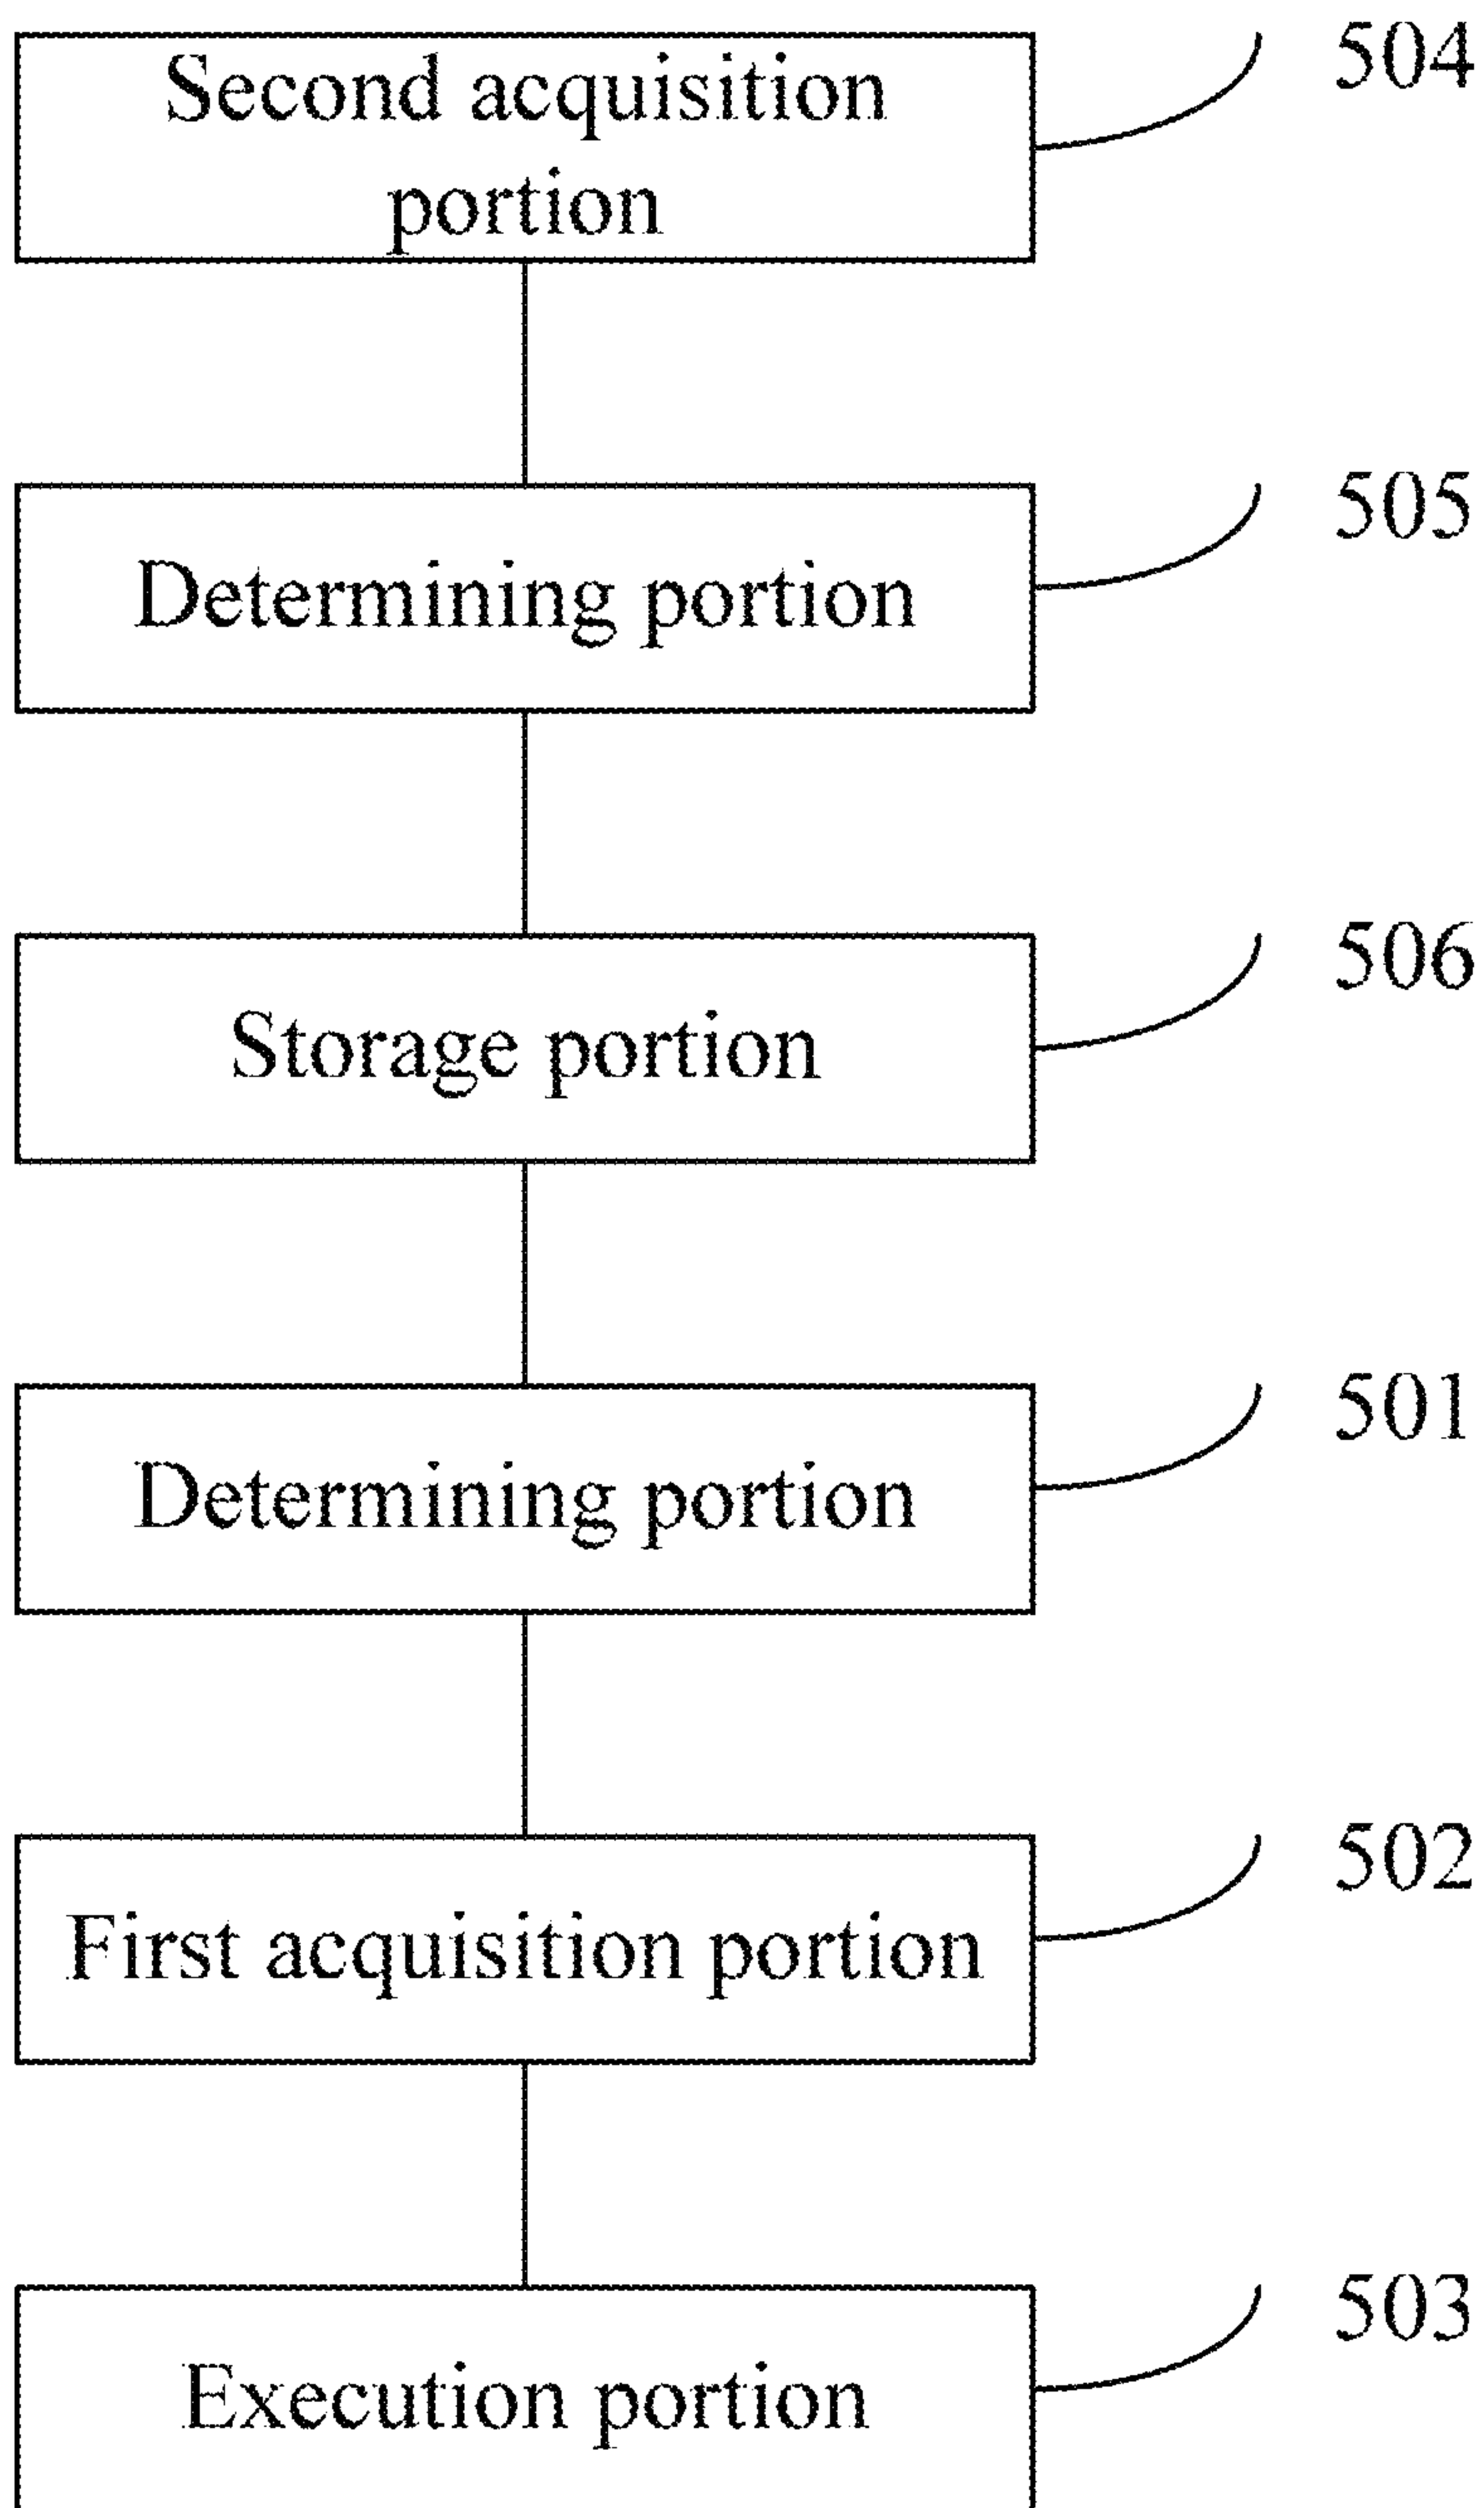 504
Second acquisition
portion
505
Determining portion
506
Storage portion
501
Determining portion
502
First acquisition portion
503
Execution portion